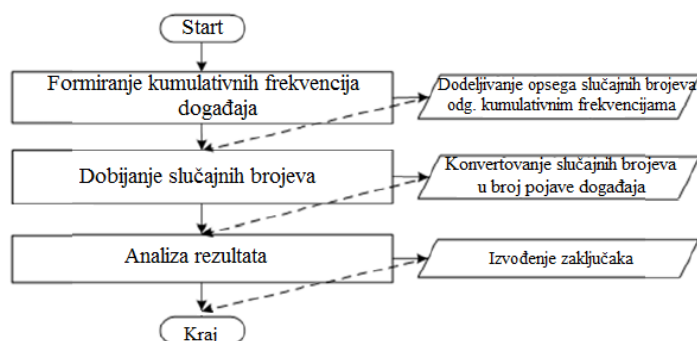 Start
Formiranje kumulativnih frekvencija
događaja
Dodeljivanje opsega slučajnih brojeva
odg. kumulativnim frekvencijama
Dobijanje slučajnih brojeva
Konvertovanje slučajnih brojeva
u broj pojave događaja
Analiza rezultata
Izvođenje zaključaka
Kraj